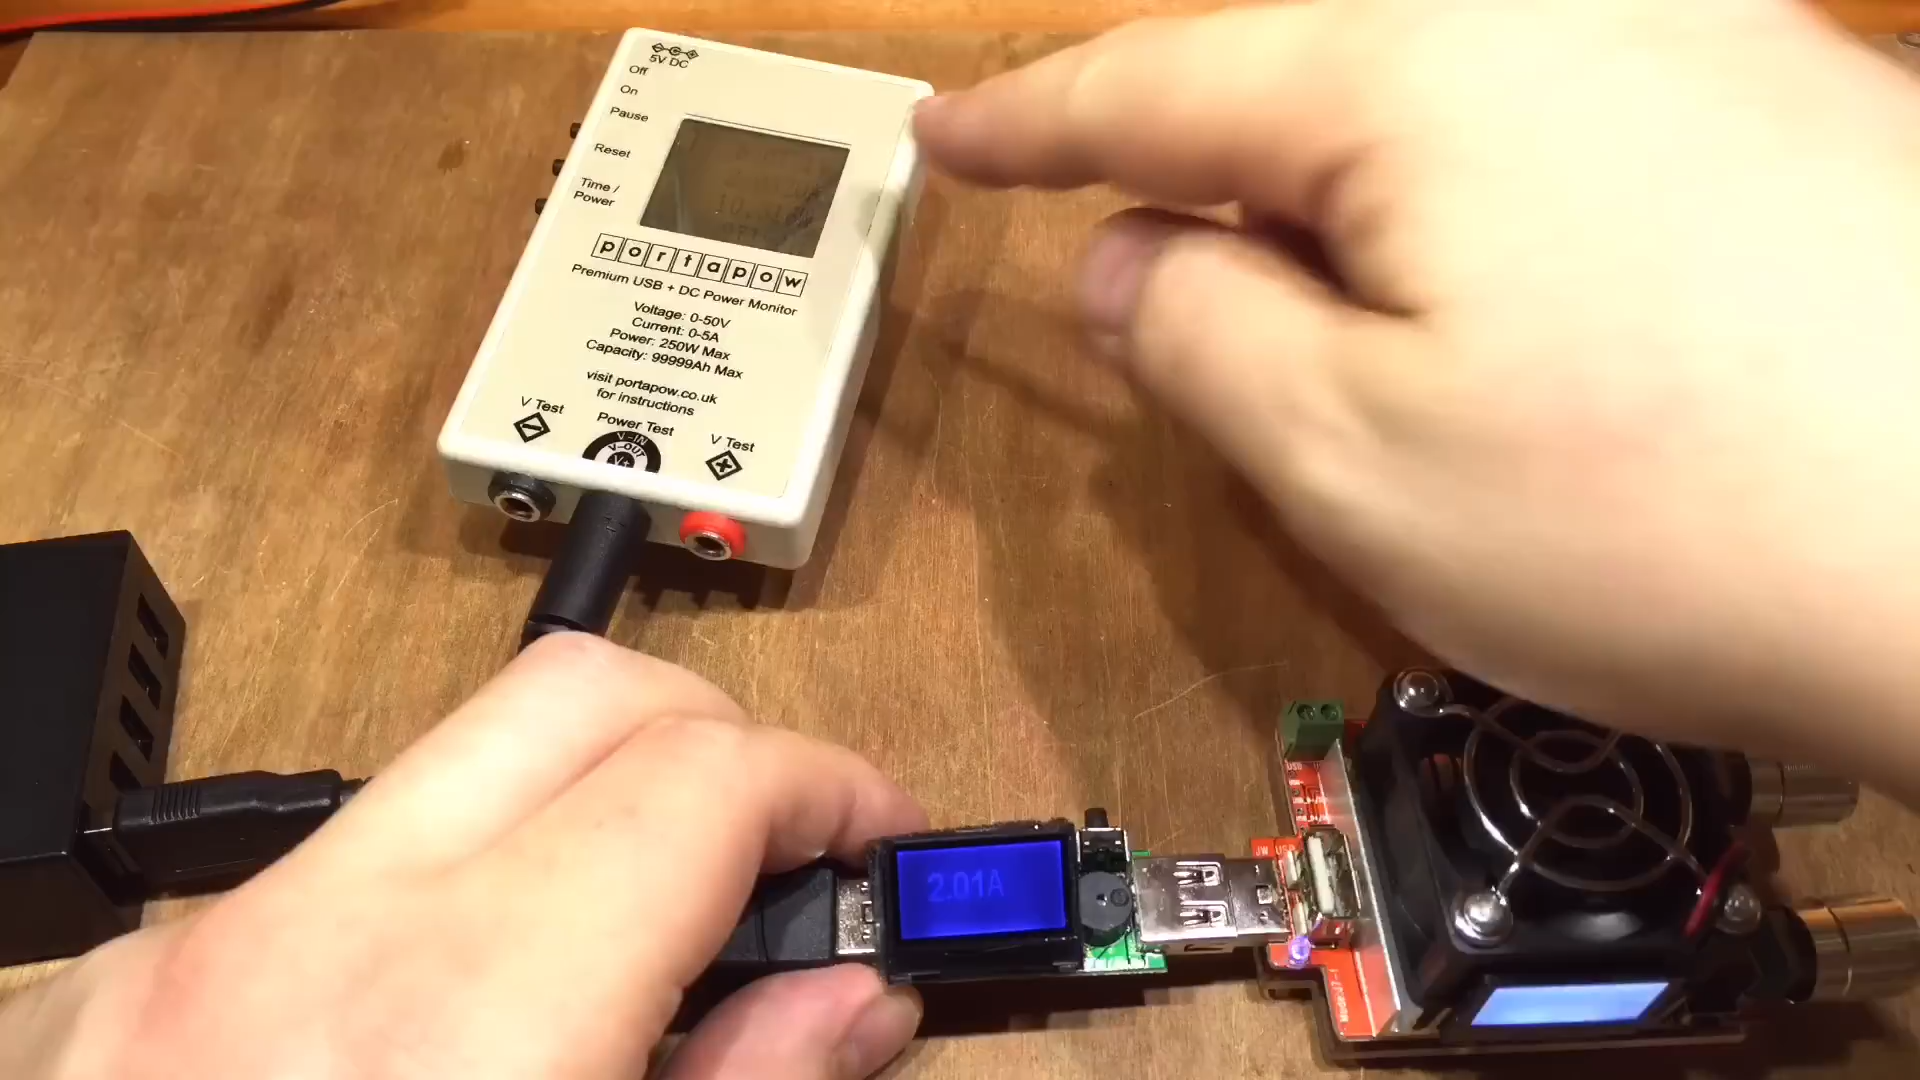 5V DC
Off
On
Pause
Reset
Time /
Power
portapow
Premium USB + DC Power Monitor
Voltage: 0-50V
Current: 0-5A
Power: 250W Max
Capacity: 99999Ah Max
visit portapow.co.uk
for instructions
V Test
Power Test
V Test
V-IN
V-OUT
V+
2.01A
USB